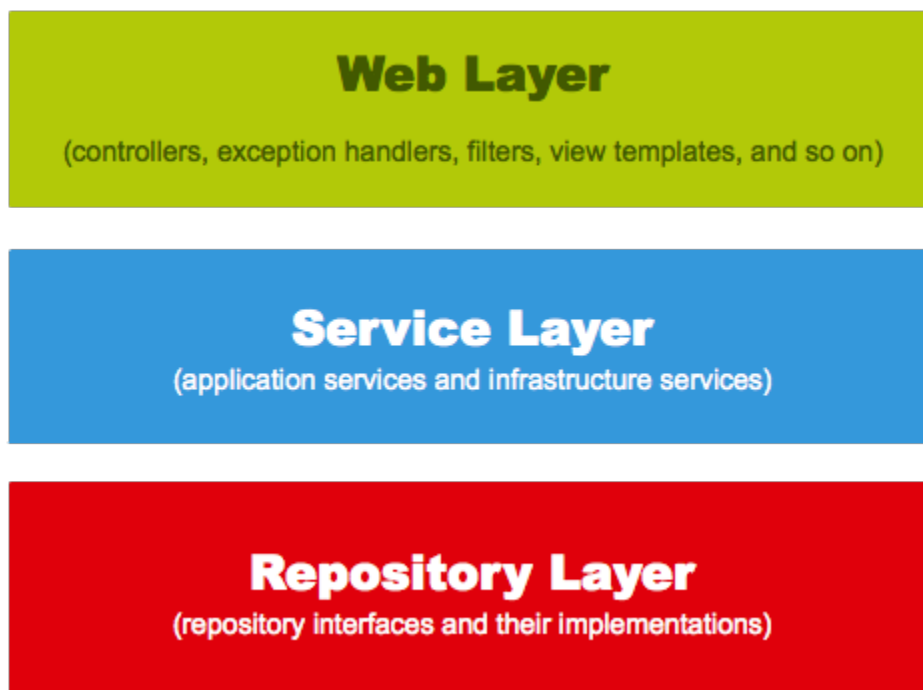 Web Layer
(controllers, exception handlers, filters, view templates, and so on)
Service Layer
(application services and infrastructure services)
Repository Layer
(repository interfaces and their implementations)